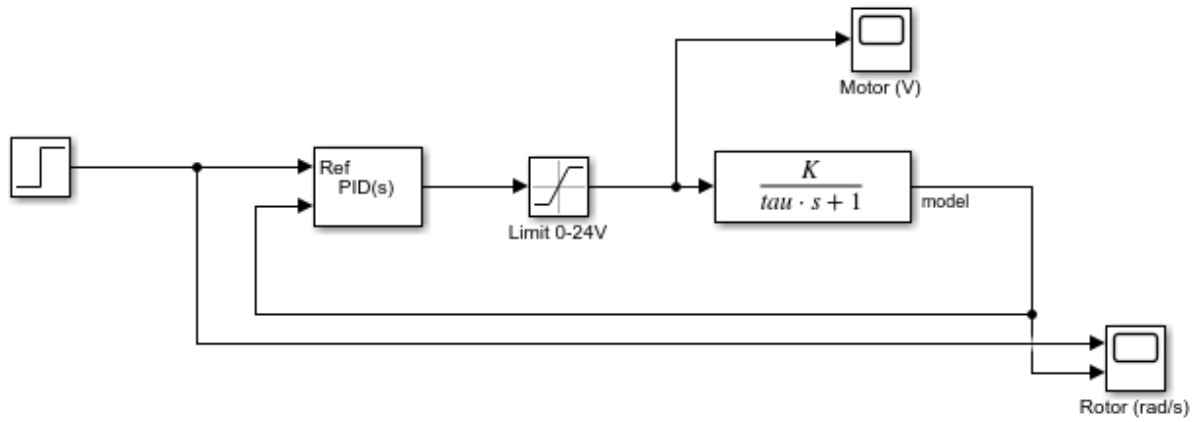 Motor (V)
Ref
PID(s)
Limit 0-24V
K
tau · s + 1
model
Rotor (rad/s)